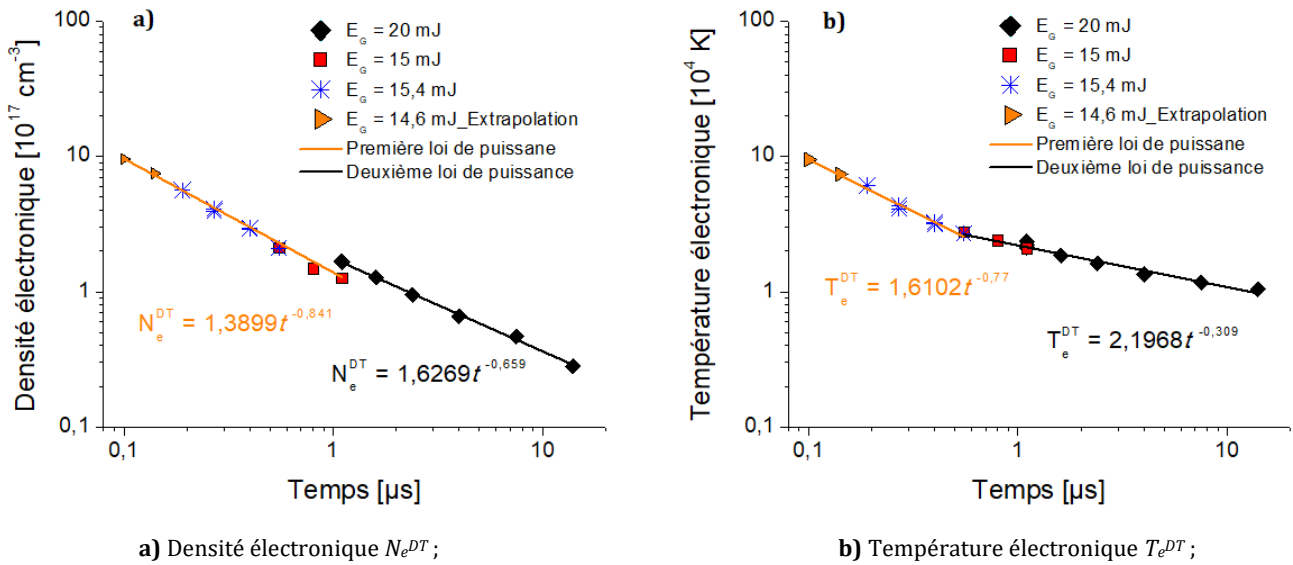 a)
Densité électronique [10^17 cm^-3]
100
10
1
0,1
E_G = 20 mJ
E_G = 15 mJ
E_G = 15,4 mJ
E_G = 14,6 mJ_Extrapolation
Première loi de puissane
Deuxième loi de puissance
N_e^DT = 1,3899t^-0,841
N_e^DT = 1,6269t^-0,659
0,1 1 10
Temps [µs]
a) Densité électronique N_e^DT ;
b)
Température électronique [10^4 K]
100
10
1
0,1
E_G = 20 mJ
E_G = 15 mJ
E_G = 15,4 mJ
E_G = 14,6 mJ_Extrapolation
Première loi de puissane
Deuxième loi de puissance
T_e^DT = 1,6102t^-0,77
T_e^DT = 2,1968t^-0,309
0,1 1 10
Temps [µs]
b) Température électronique T_e^DT ;